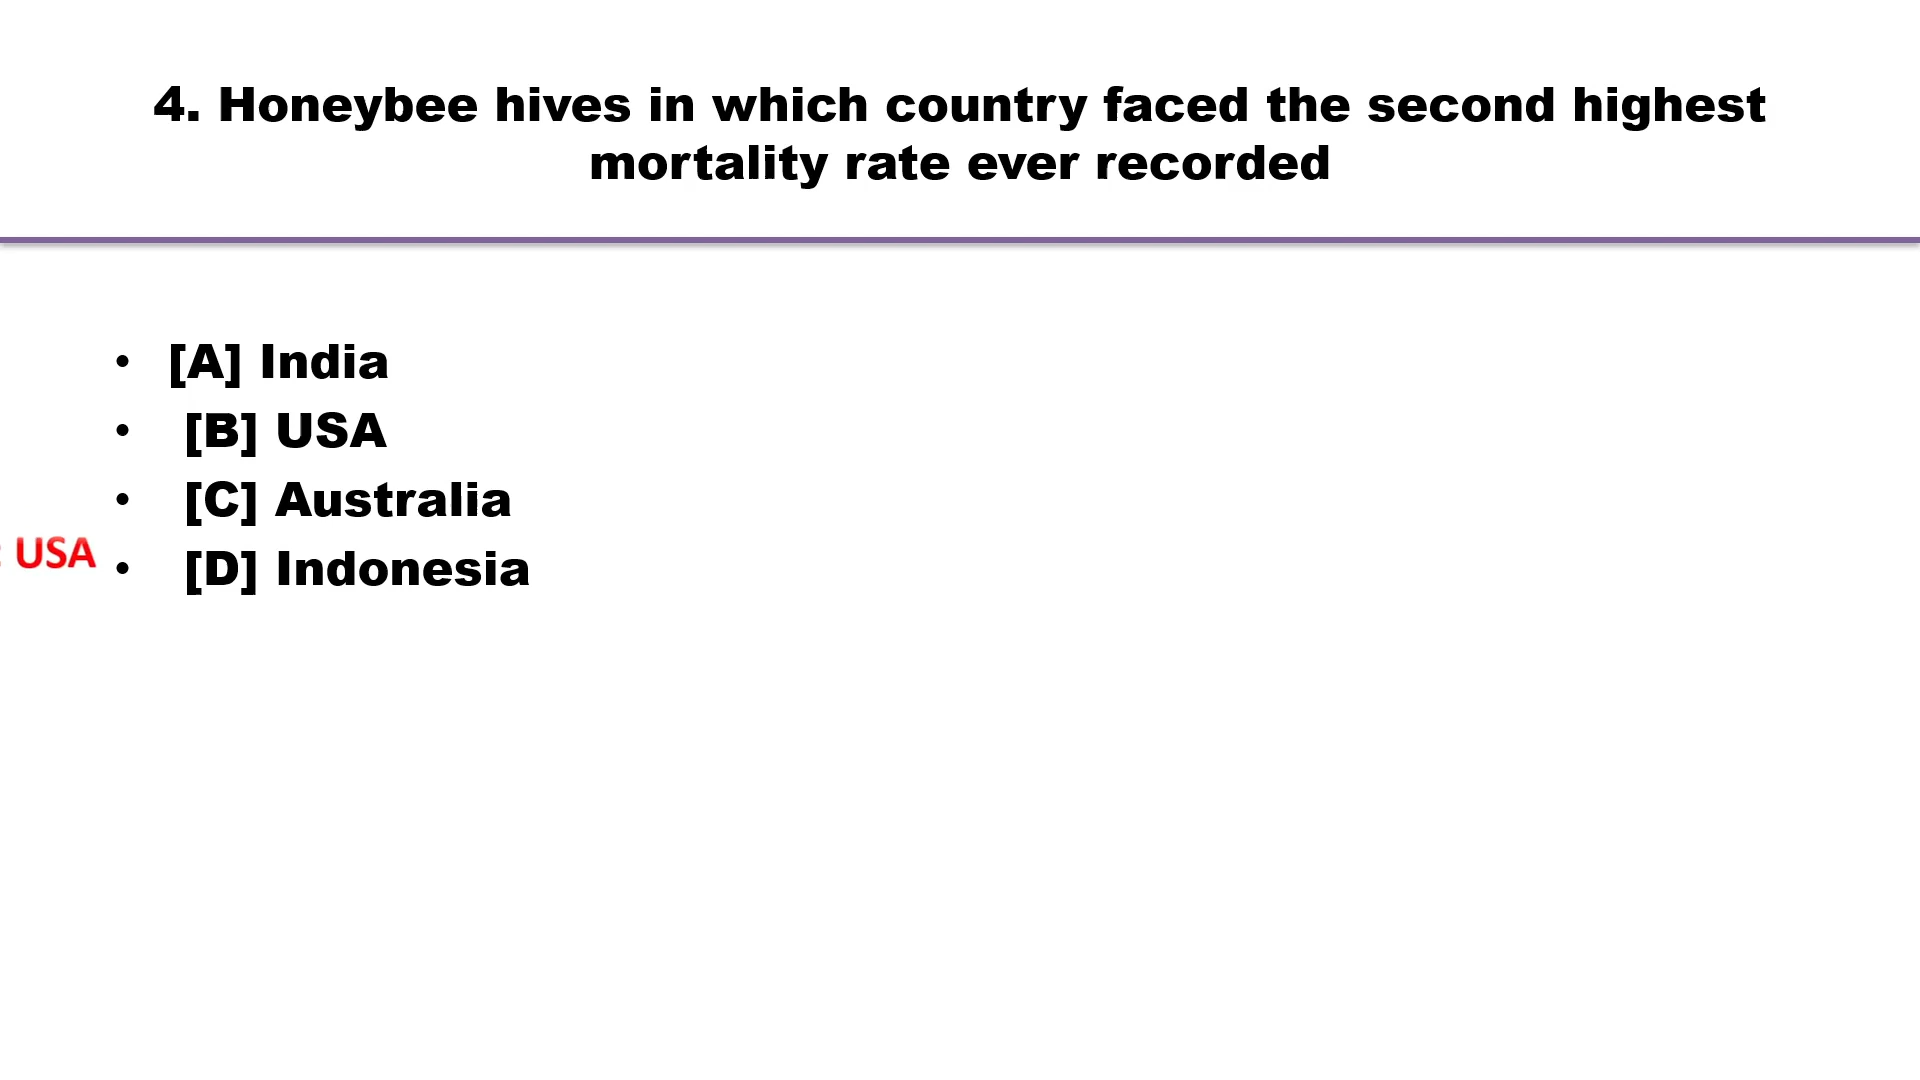 4. Honeybee hives in which country faced the second highest
mortality rate ever recorded
• [A] India
• [B] USA
• [C] Australia
• [D] Indonesia
: USA